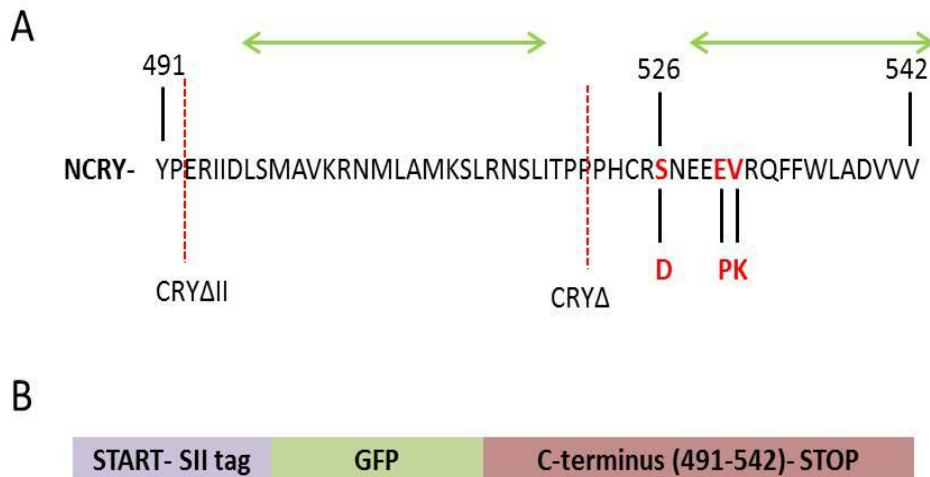 A
491 526 542
NCRY- YPERIIDLSMAVKRNMLAMKSLRNSLITPPPHCRSNEEEVRQFFWLADVVV
D PK
CRYΔII CRYΔ
B
START- SII tag GFP C-terminus (491-542)- STOP